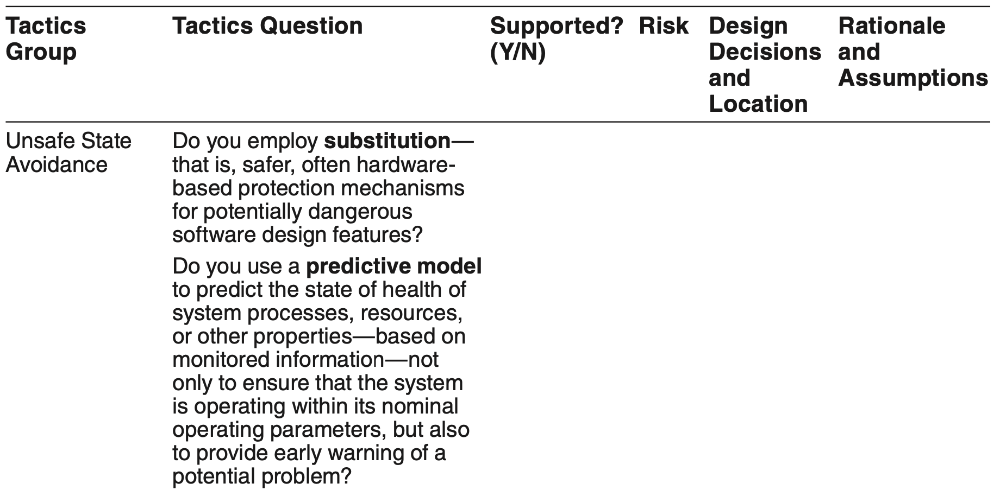 Tactics Group
Tactics Question
Supported? (Y/N)
Risk
Design Decisions and Location
Rationale and Assumptions
Unsafe State
Avoidance
Do you employ substitution—
that is, safer, often hardware-
based protection mechanisms
for potentially dangerous
software design features?
Do you use a predictive model
to predict the state of health of
system processes, resources,
or other properties—based on
monitored information—not
only to ensure that the system
is operating within its nominal
operating parameters, but also
to provide early warning of a
potential problem?